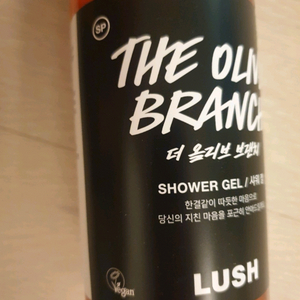 SP
THE OLIV
BRANCH
더 올리브 브랜치
SHOWER GEL / 샤워 젤
한결같이 따뜻한 마음으로
당신의 지친 마음을 포근히
Vegan
LUSH